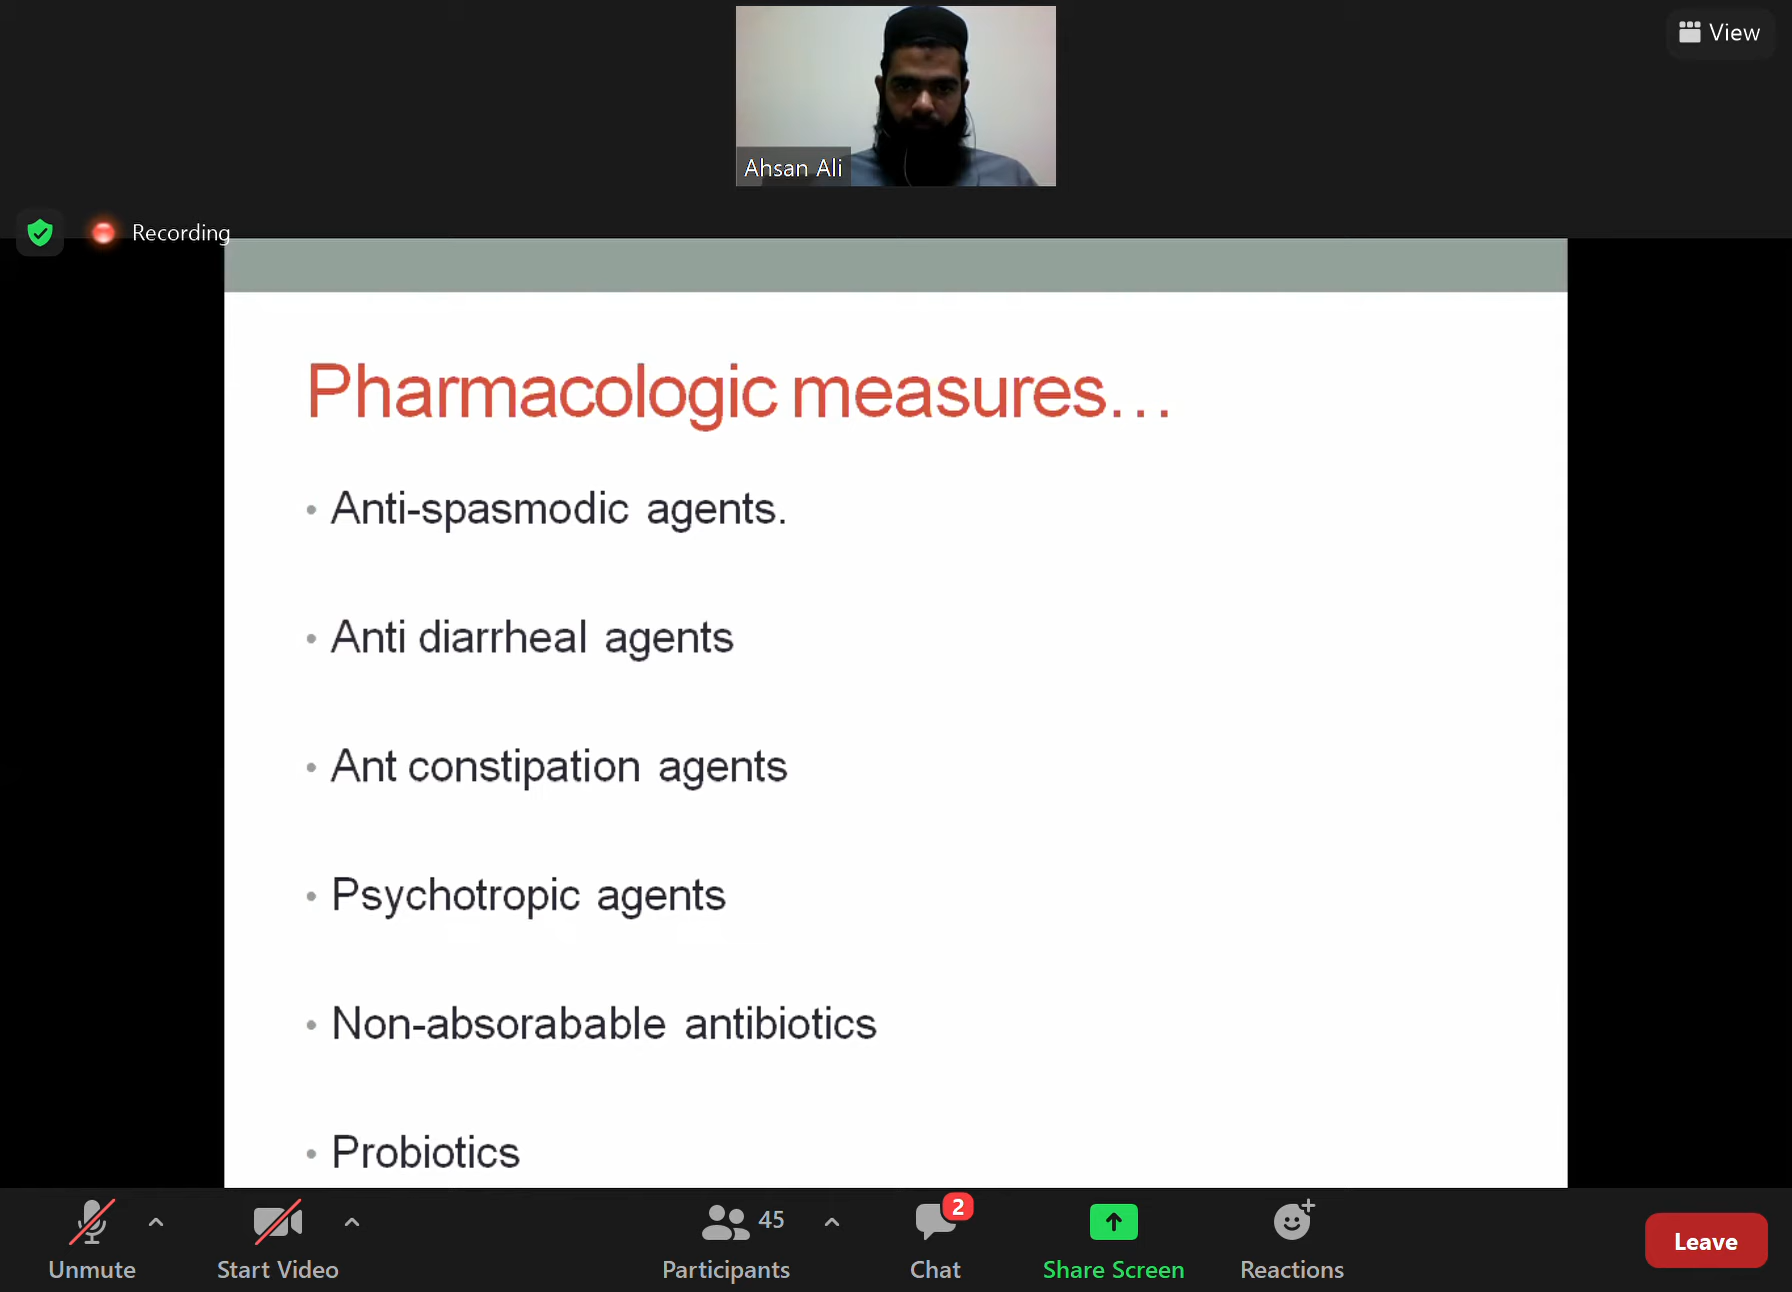 View
Ahsan Ali
Recording
Pharmacologic measures…
• Anti-spasmodic agents.
• Anti diarrheal agents
• Ant constipation agents
• Psychotropic agents
• Non-absorabable antibiotics
• Probiotics
Unmute
Start Video
45
Participants
2
Chat
Share Screen
Reactions
Leave